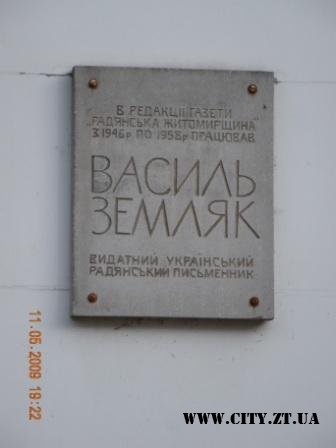 В РЕДАКЦІЇ ГАЗЕТИ
„РАДЯНСЬКА ЖИТОМИРЩИНА"
З 1946р. ПО 1958р. ПРАЦЮВАВ
ВАСИЛЬ
ЗЕМЛЯК
ВИДАТНИЙ УКРАЇНСЬКИЙ
РАДЯНСЬКИЙ ПИСЬМЕННИК
11.05.2009 19:22
WWW.CITY.ZT.UA